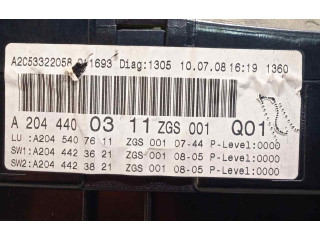 A2C53322058 011693 Diag:1305 10.07.08 16:19 1360
A 204 440 03 11 ZGS 001 Q01
LU : A204 540 76 11 ZGS 001 07-44 P-Level:0000
SW1:A204 442 36 21 ZGS 001 08-05 P-Level:0000
SW2:A204 442 38 21 ZGS 001 08-05 P-Level:0000